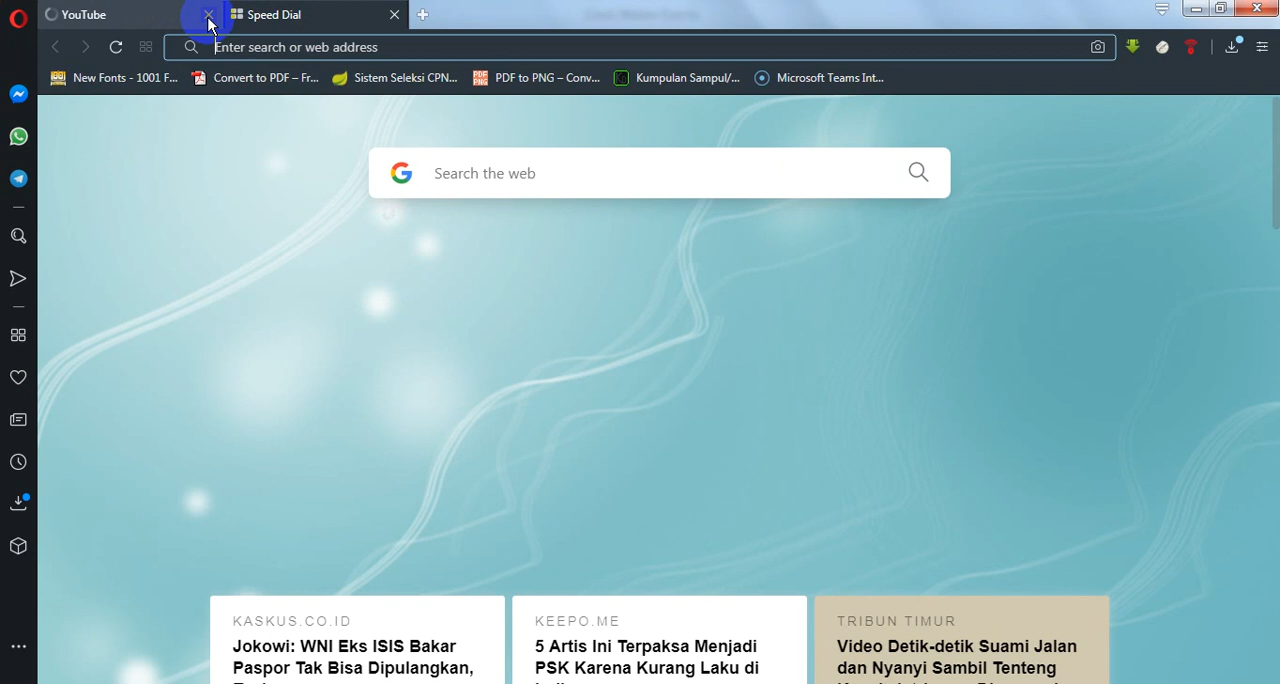 YouTube
Speed Dial
Enter search or web address
New Fonts - 1001 F...
Convert to PDF – Fr...
Sistem Seleksi CPN...
PDF to PNG – Conv...
Kumpulan Sampul/...
Microsoft Teams Int...
Search the web
KASKUS.CO.ID
Jokowi: WNI Eks ISIS Bakar
Paspor Tak Bisa Dipulangkan,
KEEPO.ME
5 Artis Ini Terpaksa Menjadi
PSK Karena Kurang Laku di
TRIBUN TIMUR
Video Detik-detik Suami Jalan
dan Nyanyi Sambil Tenteng